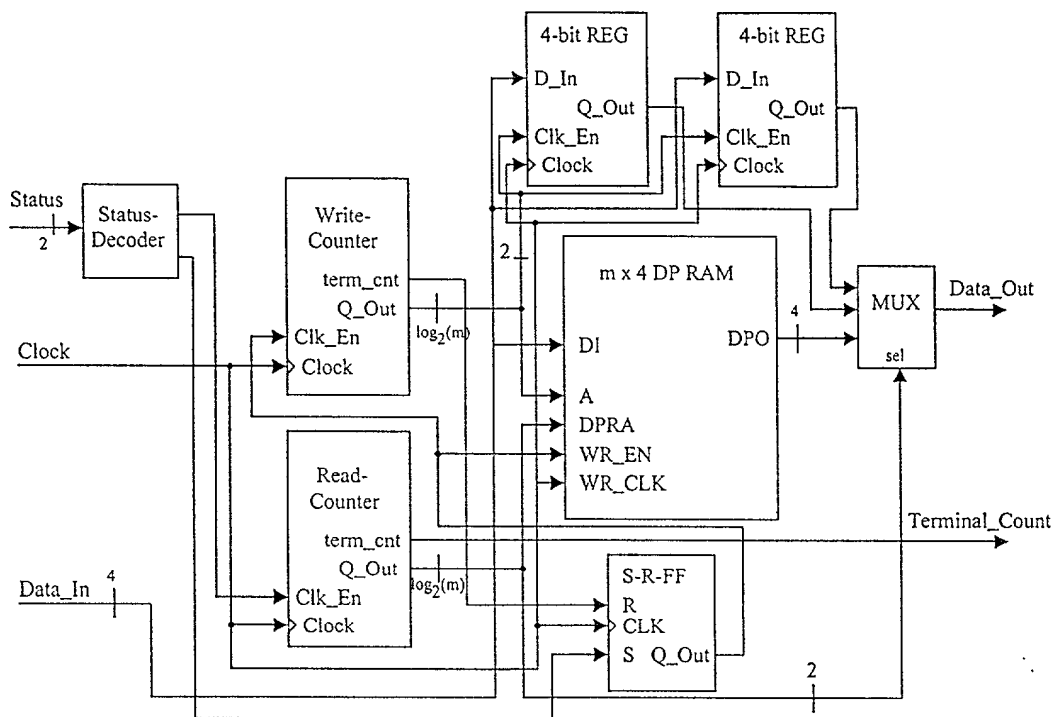 4-bit REG
D_In
Q_Out
Clk_En
Clock
4-bit REG
D_In
Q_Out
Clk_En
Clock
Status
2
Status-
Decoder
Write-
Counter
term_cnt
Q_Out
log2(m)
Clk_En
Clock
Clock
2
m x 4 DP RAM
DI
DPO
4
A
DPRA
WR_EN
WR_CLK
MUX
sel
Data_Out
Read-
Counter
term_cnt
Q_Out
log2(m)
Clk_En
Clock
Terminal_Count
Data_In
4
S-R-FF
R
CLK
S Q_Out
2